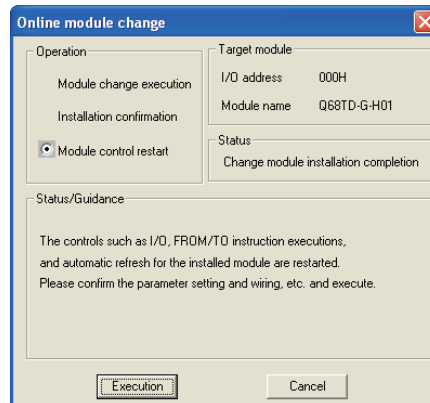 Online module change
Operation
Module change execution
Installation confirmation
Module control restart
Target module
I/O address 000H
Module name Q68TD-G-H01
Status
Change module installation completion
Status/Guidance
The controls such as I/O, FROM/TO instruction executions,
and automatic refresh for the installed module are restarted.
Please confirm the parameter setting and wiring, etc. and execute.
Execution Cancel